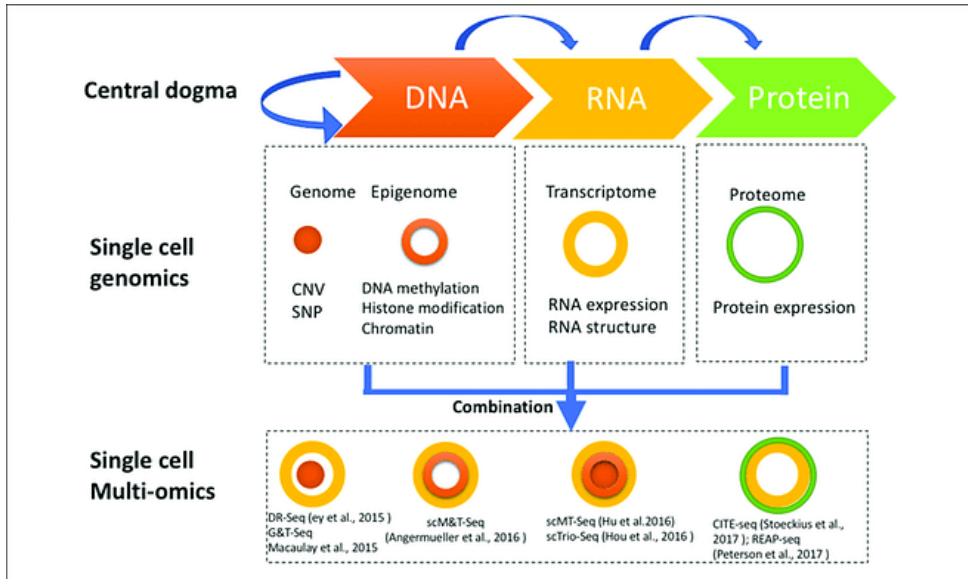 Central dogma
DNA
RNA
Protein
Single cell
genomics
Genome
Epigenome
CNV
SNP
DNA methylation
Histone modification
Chromatin
Transcriptome
RNA expression
RNA structure
Proteome
Protein expression
Combination
Single cell
Multi-omics
DR-Seq (ey et al., 2015 )
G&T-Seq
Macaulay et al., 2015
scM&T-Seq
(Angermueller et al., 2016 )
scMT-Seq (Hu et al.2016)
scTrio-Seq (Hou et al., 2016 )
CITE-seq (Stoeckius et al.,
2017 ); REAP-seq
(Peterson et al., 2017 )